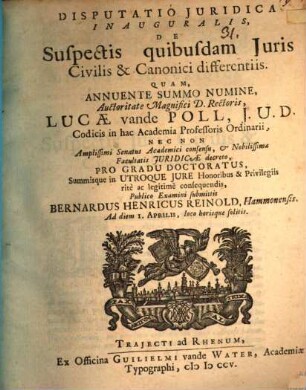 DISPUTATIO JURIDICA
INAUGURALIS,
DE
31.
Suspectis quibusdam Juris
Civilis & Canonici differentiis.
QUAM,
ANNUENTE SUMMO NUMINE,
Auctoritate Magnifici D. Rectoris,
LUCÆ vande POLL, J.U.D.
Codicis in hac Academia Professoris Ordinarii,
NEC NON
Amplissimi Senatus Academici consensu, & Nobilissimæ
Facultatis JURIDICÆ decreto,
PRO GRADU DOCTORATUS,
Summisque in UTROQUE JURE Honoribus & Privilegiis
ritè ac legitimè consequendis,
Publico Examini submittit
BERNARDUS HENRICUS REINOLD, Hammonensis.
Ad diem 1. APRILIS, loco horisque solitis.
TRAJECTI ad RHENUM,
Ex Officina GUILIELMI vande WATER, Academiæ
Typographi, cIɔ Iɔ CCV.